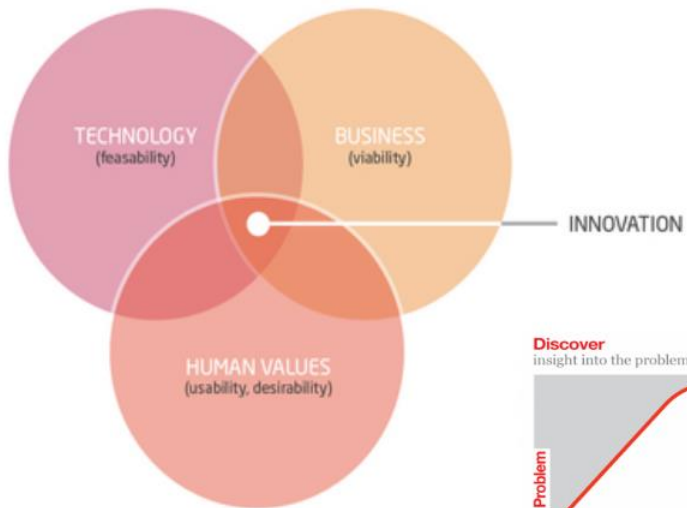 TECHNOLOGY
(feasability)
BUSINESS
(viability)
INNOVATION
HUMAN VALUES
(usability, desirability)
Discover
insight into the problem
Problem